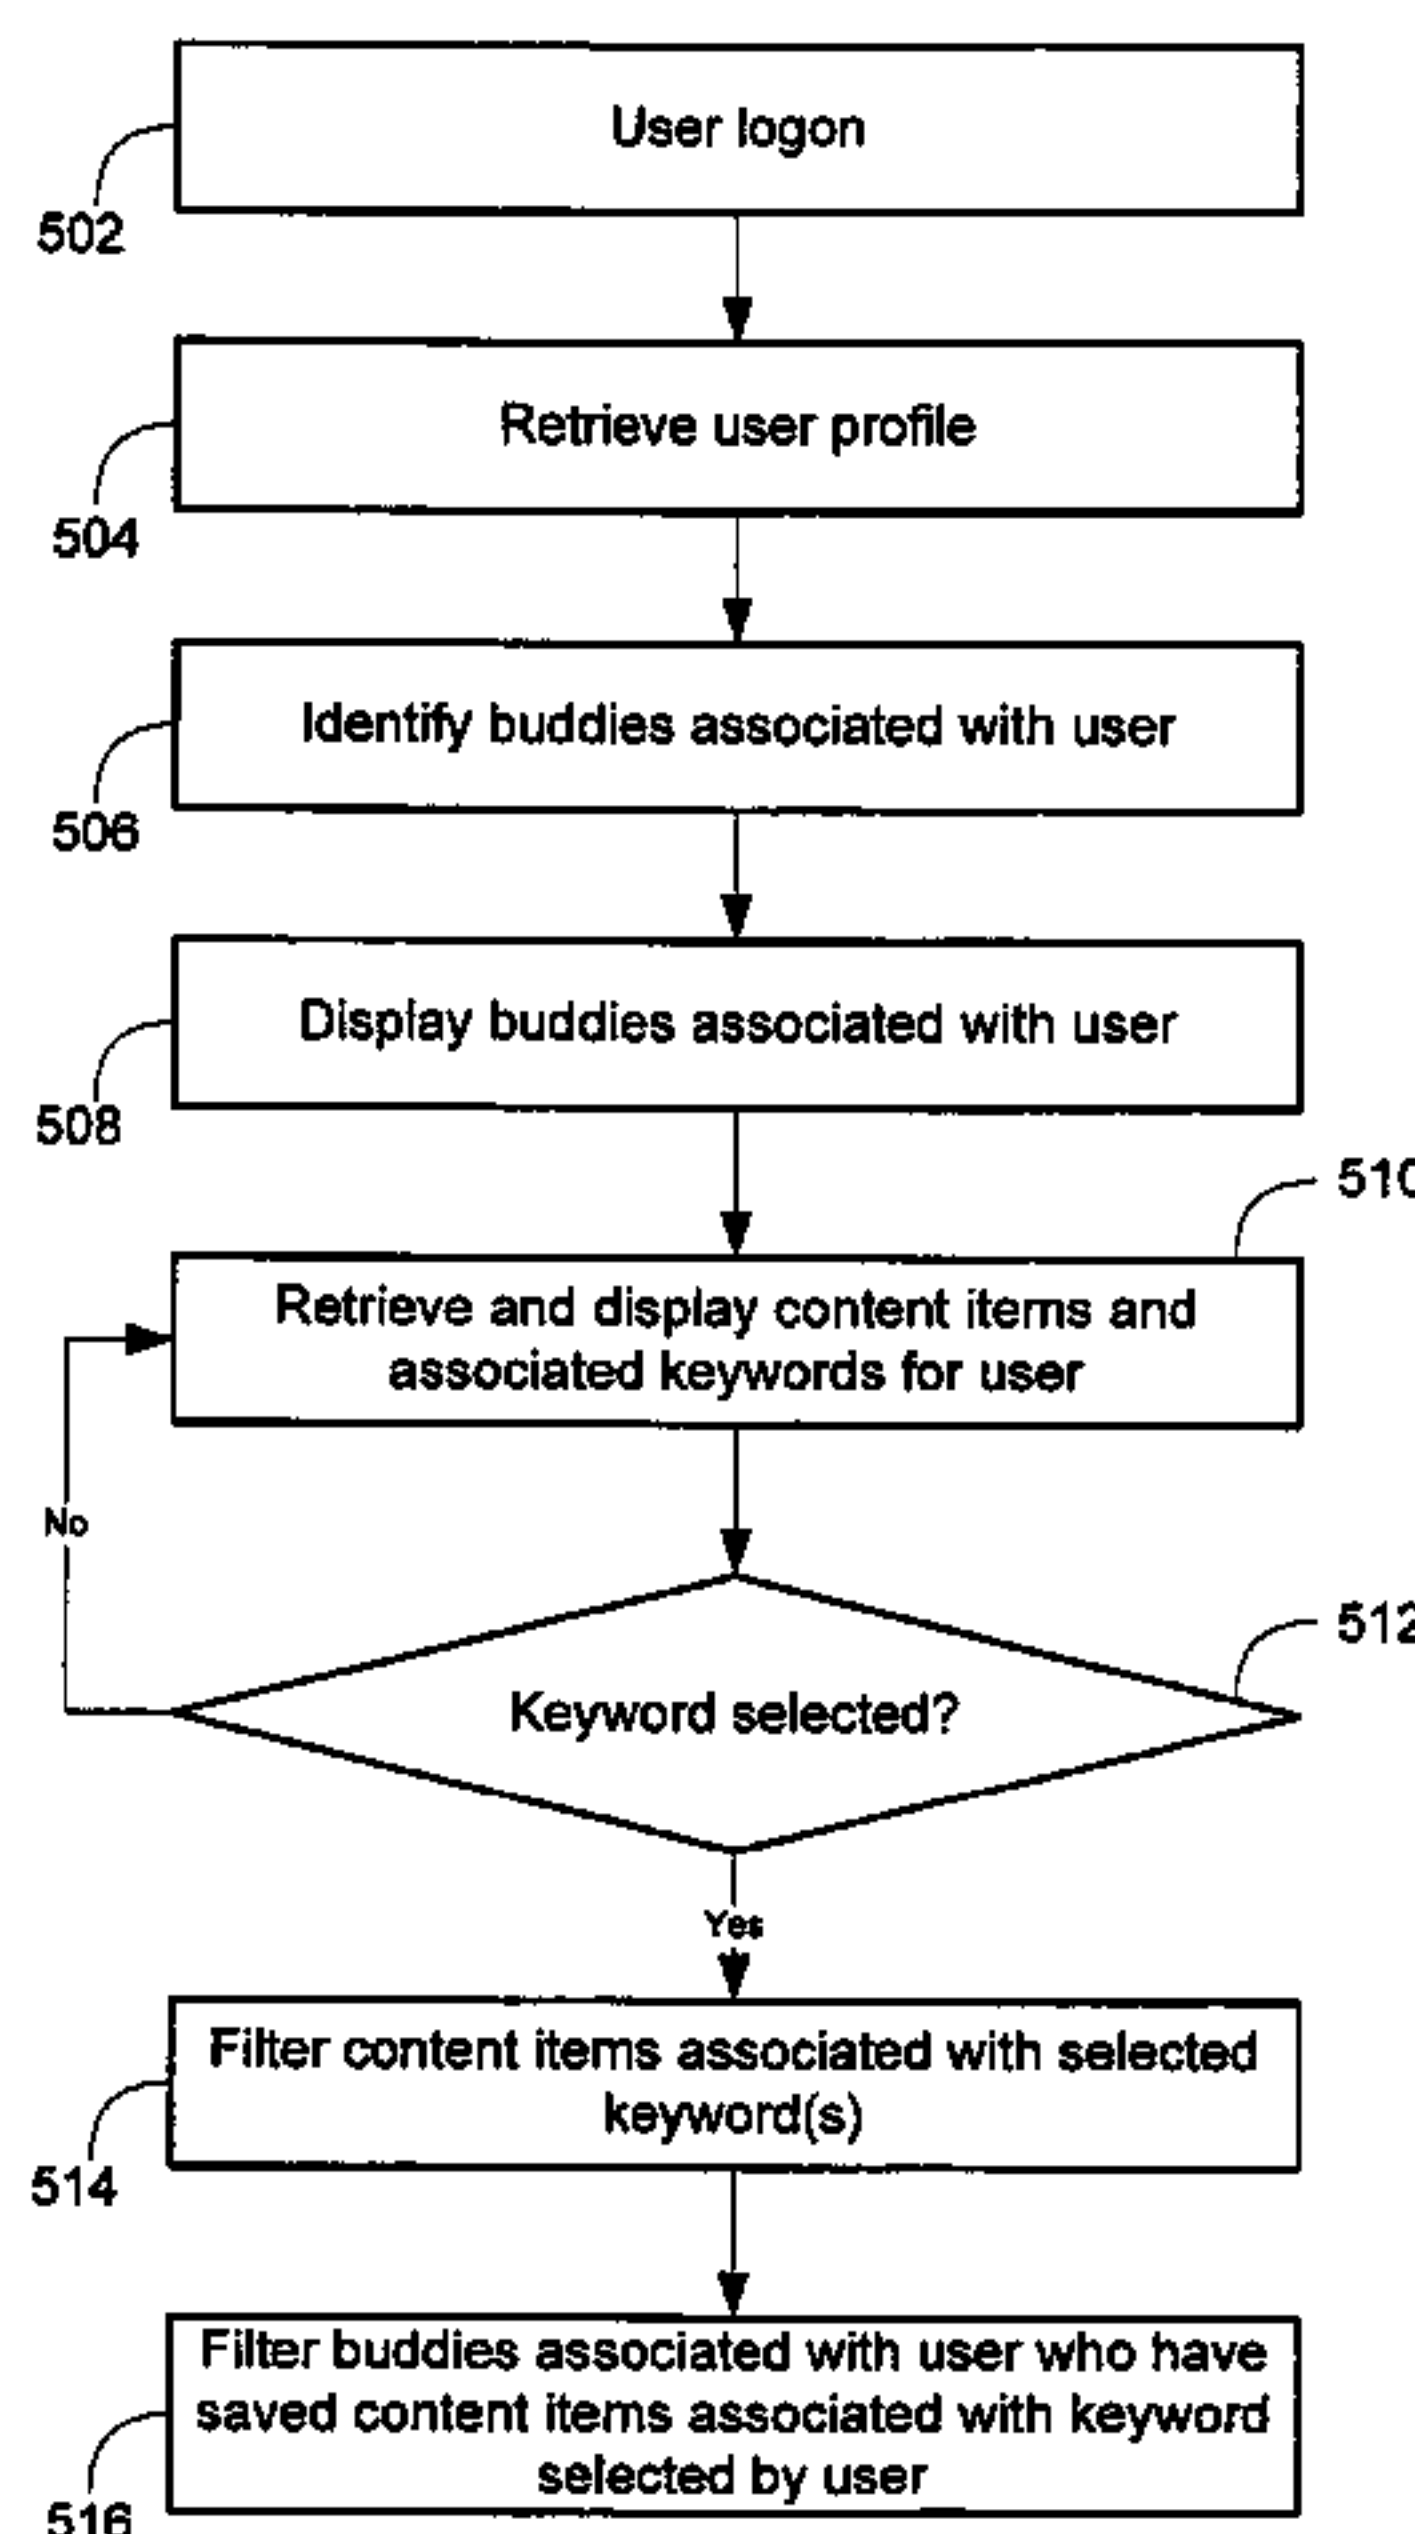 User logon
502
Retrieve user profile
504
Identify buddies associated with user
506
Display buddies associated with user
508
510
Retrieve and display content items and
associated keywords for user
No
512
Keyword selected?
Yes
Filter content items associated with selected
keyword(s)
514
Filter buddies associated with user who have
saved content items associated with keyword
selected by user
516